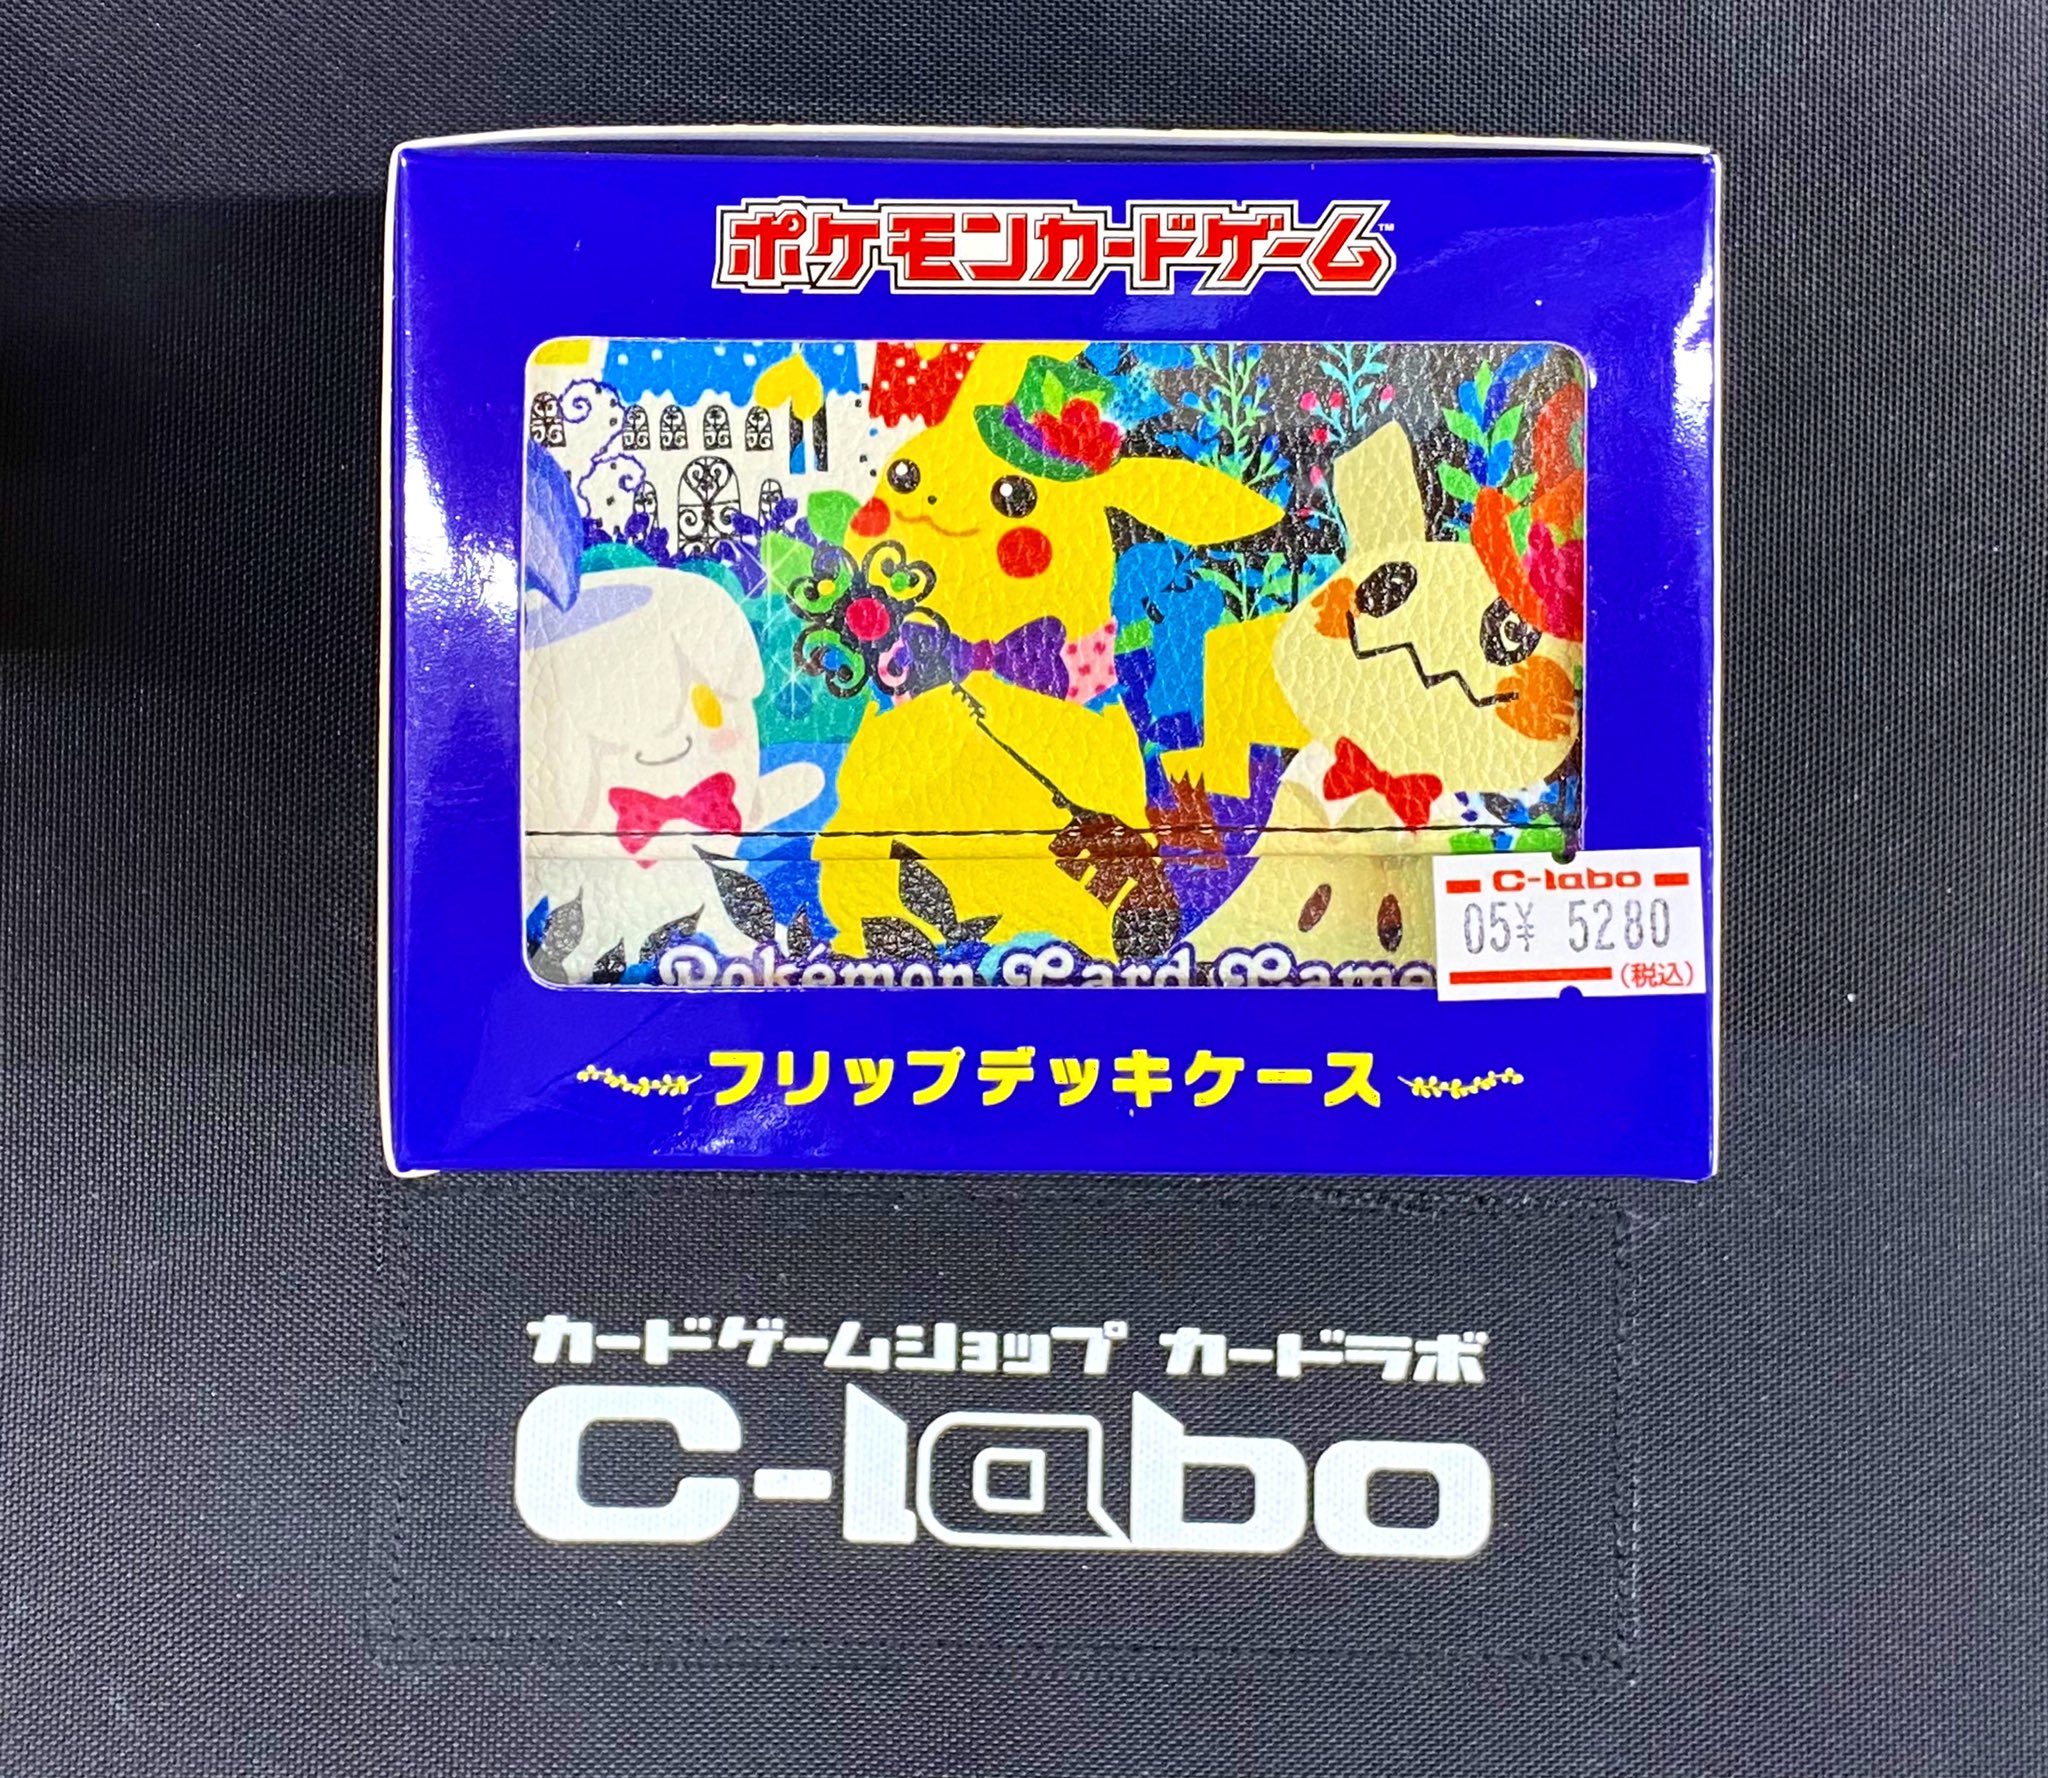 ポケモンカードゲーム™
Pokémon Card Game
C-labo
05¥ 5280
(税込)
フリップデッキケース
カードゲームショップ カードラボ
C-labo